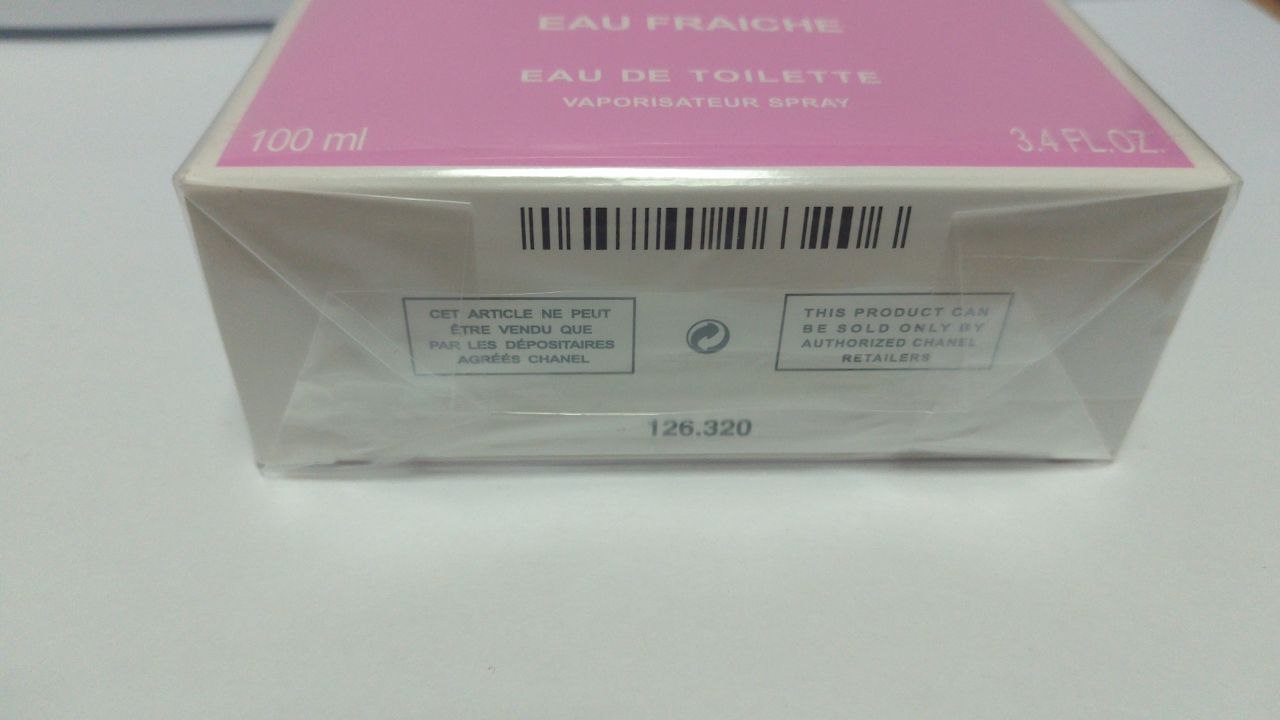 EAU FRAICHE
EAU DE TOILETTE
VAPORISATEUR SPRAY
100 ml
3.4 FL.OZ.
CET ARTICLE NE PEUT
ÊTRE VENDU QUE
PAR LES DÉPOSITAIRES
AGRÉÉS CHANEL
THIS PRODUCT CAN
BE SOLD ONLY BY
AUTHORIZED CHANEL
RETAILERS
126.320